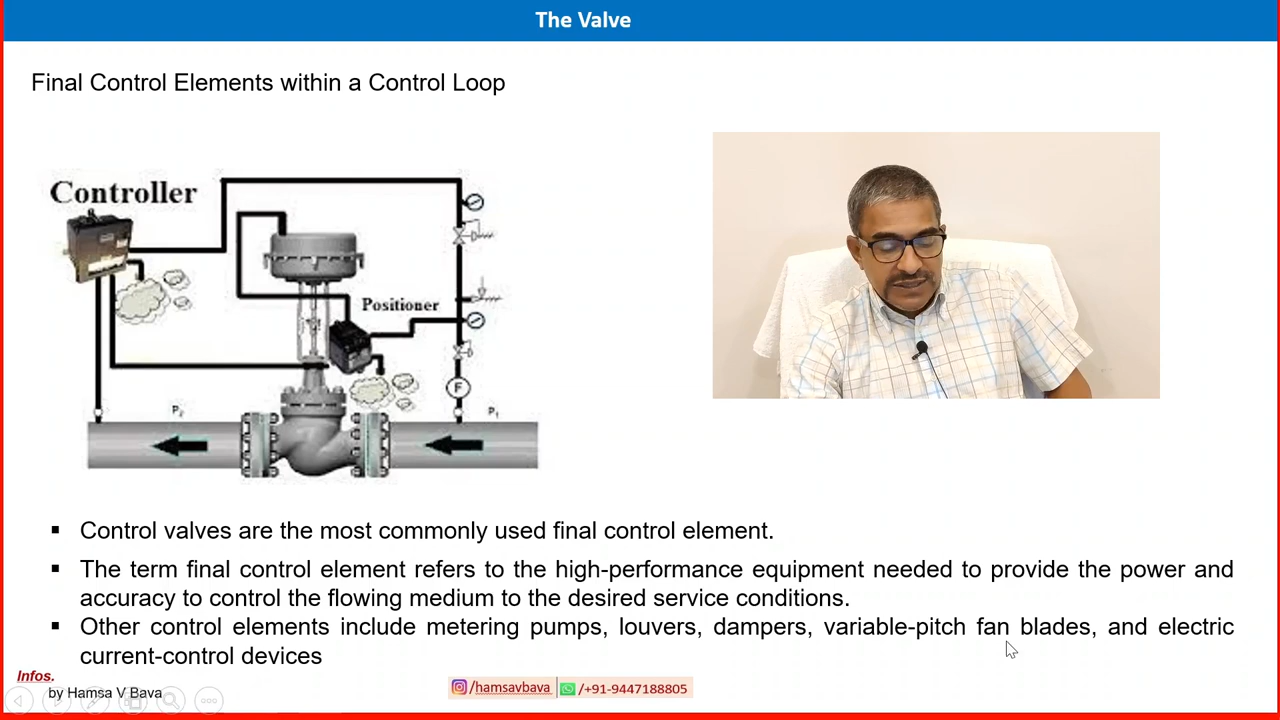 The Valve
Final Control Elements within a Control Loop
Controller
Positioner
F
P2
P1
▪ Control valves are the most commonly used final control element.
▪ The term final control element refers to the high-performance equipment needed to provide the power and
accuracy to control the flowing medium to the desired service conditions.
▪ Other control elements include metering pumps, louvers, dampers, variable-pitch fan blades, and electric
current-control devices
Infos.
by Hamsa V Bava
/hamsavbava
/+91-9447188805